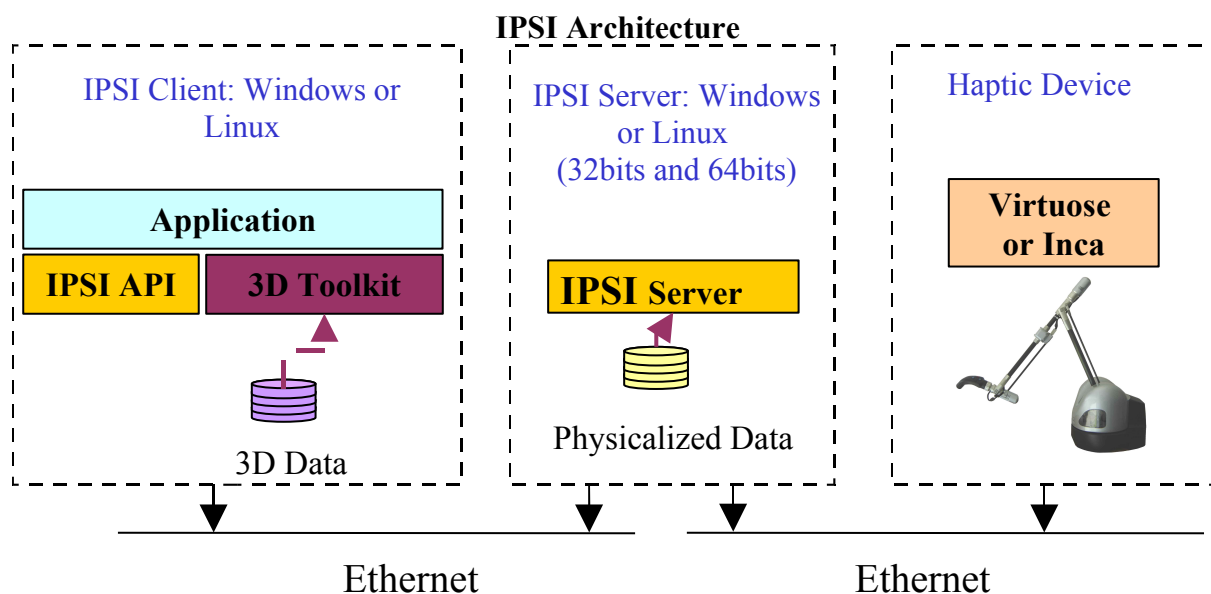 IPSI Architecture
IPSI Client: Windows or
Linux
Application
IPSI API
3D Toolkit
3D Data
IPSI Server: Windows
or Linux
(32bits and 64bits)
IPSI Server
Physicalized Data
Haptic Device
Virtuose
or Inca
Ethernet
Ethernet